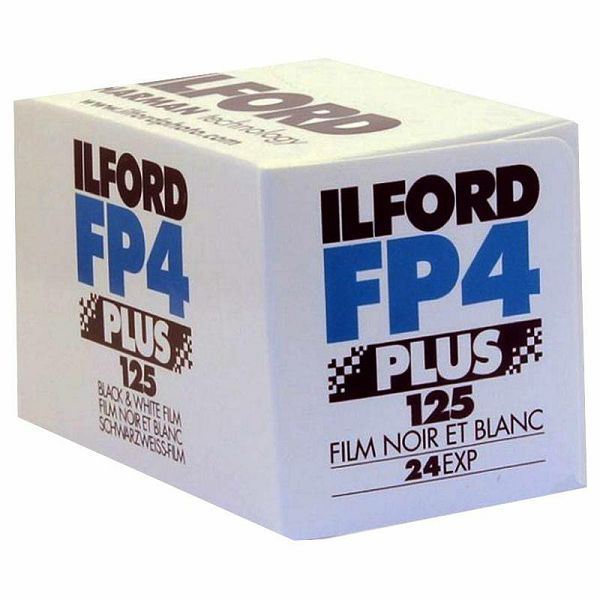 ILFORD
HARMAN technology
www.ilfordphoto.com
ILFORD
FP4
PLUS
125
BLACK & WHITE FILM
FILM NOIR ET BLANC
SCHWARZWEISS-FILM
ILFORD
FP4
PLUS
125
FILM NOIR ET BLANC
24 EXP